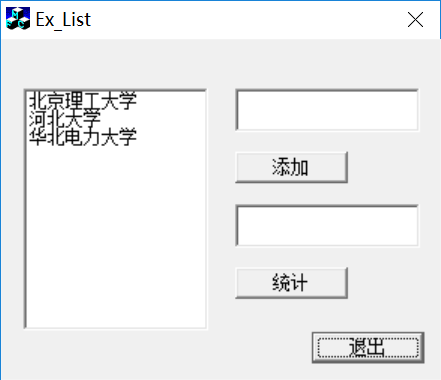 Ex_List
北京理工大学
河北大学
华北电力大学
添加
统计
退出